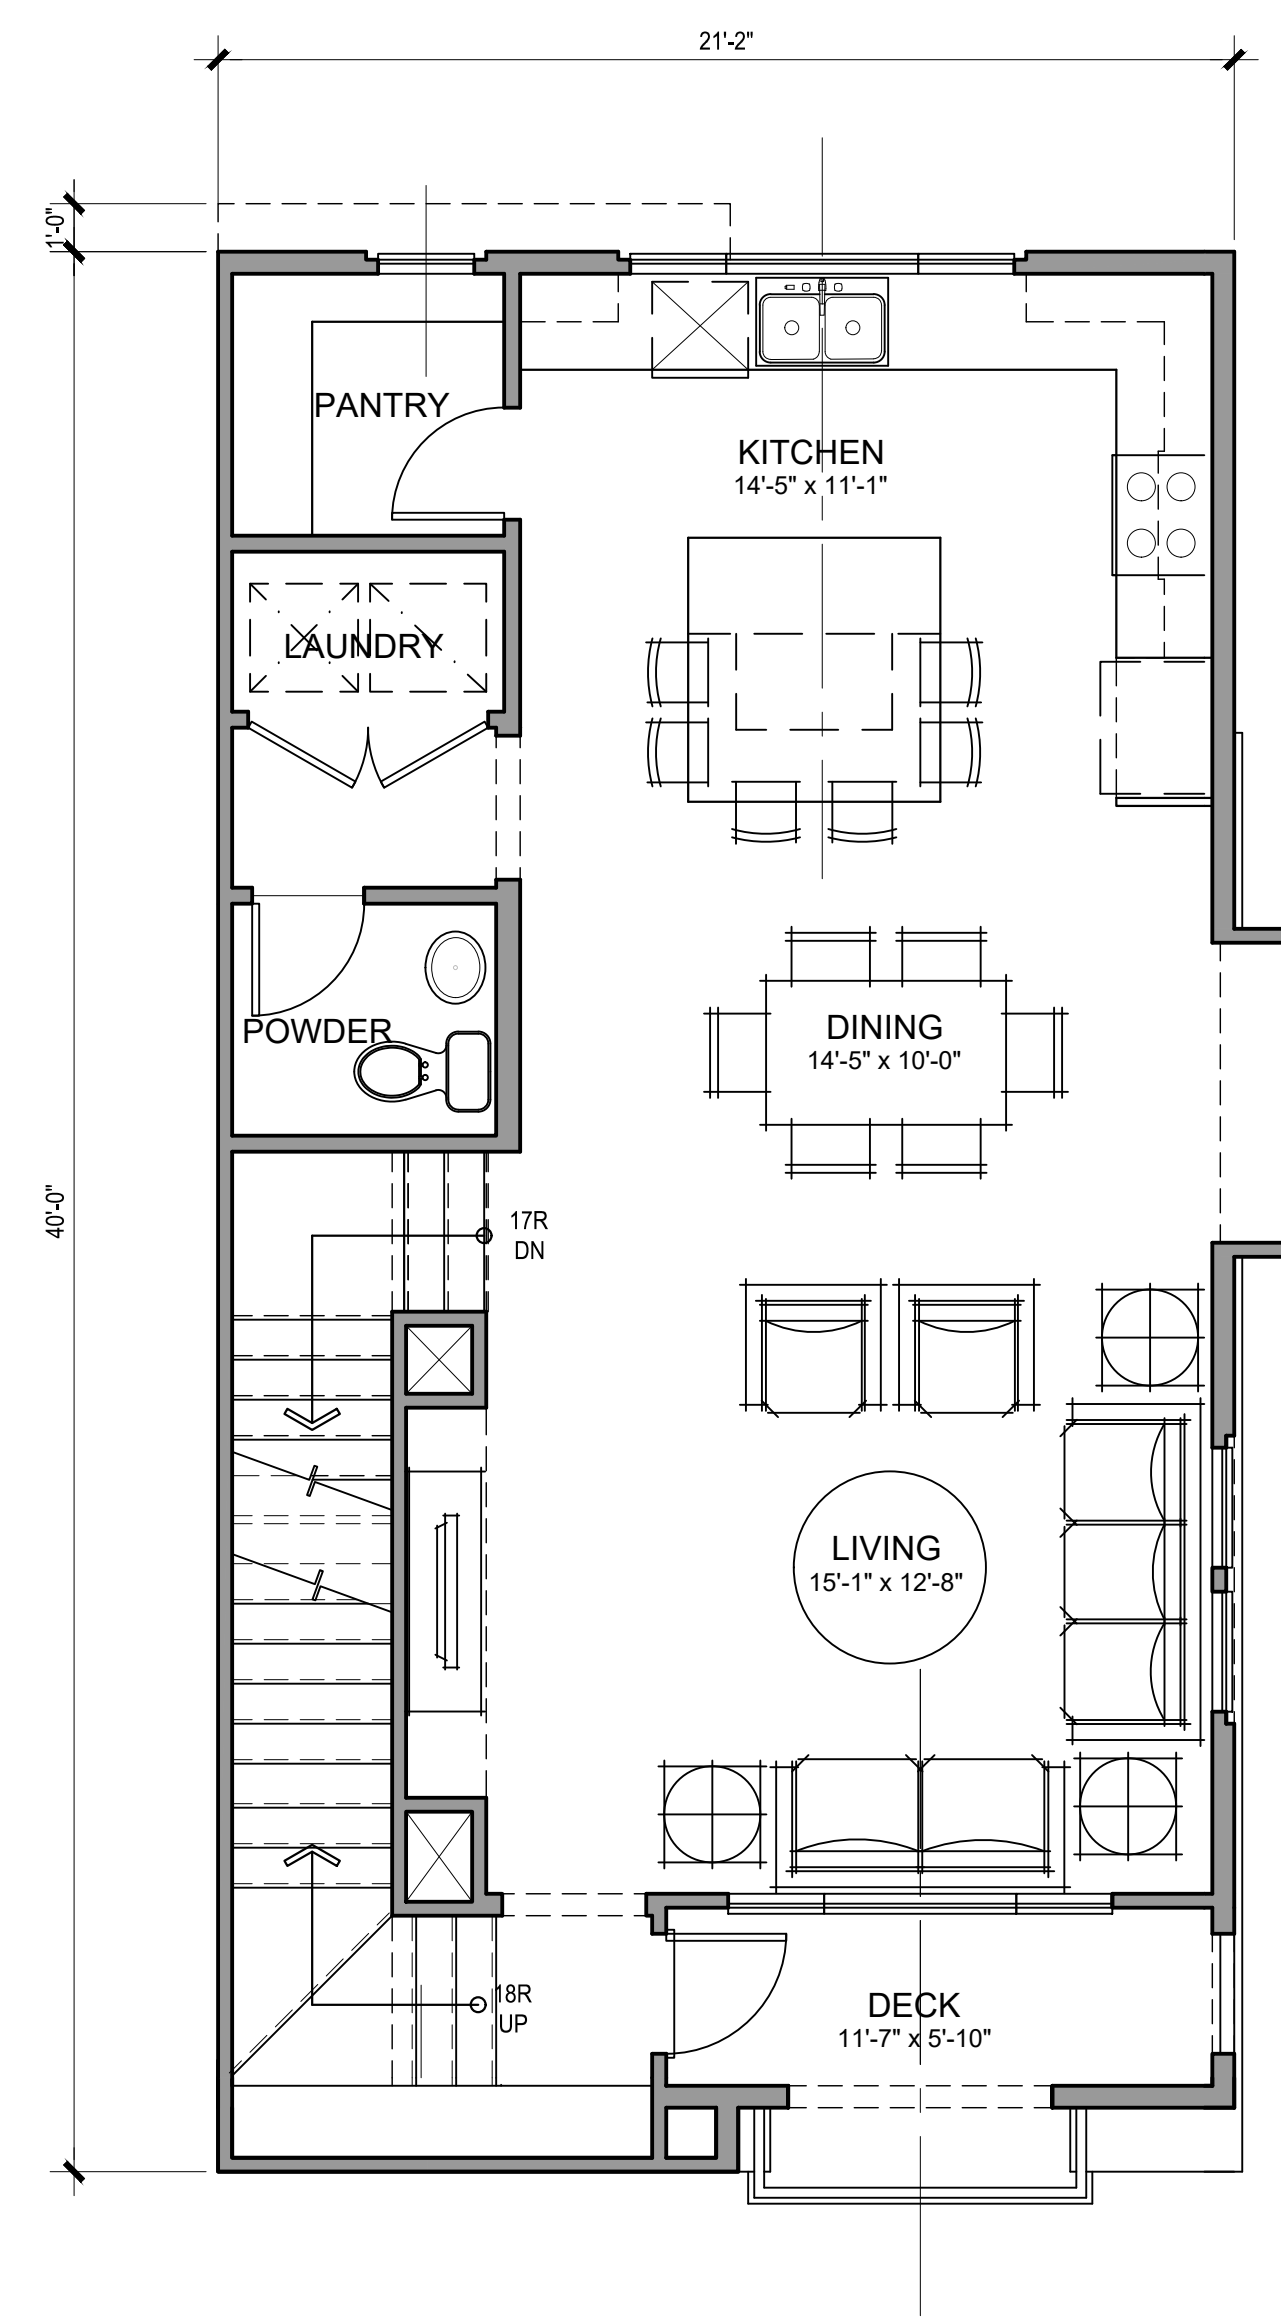 21'-2"
1'-0"
PANTRY
KITCHEN
14'-5" x 11'-1"
LAUNDRY
DINING
14'-5" x 10'-0"
POWDER
40'-0"
17R
DN
LIVING
15'-1" x 12'-8"
18R
UP
DECK
11'-7" x 5'-10"